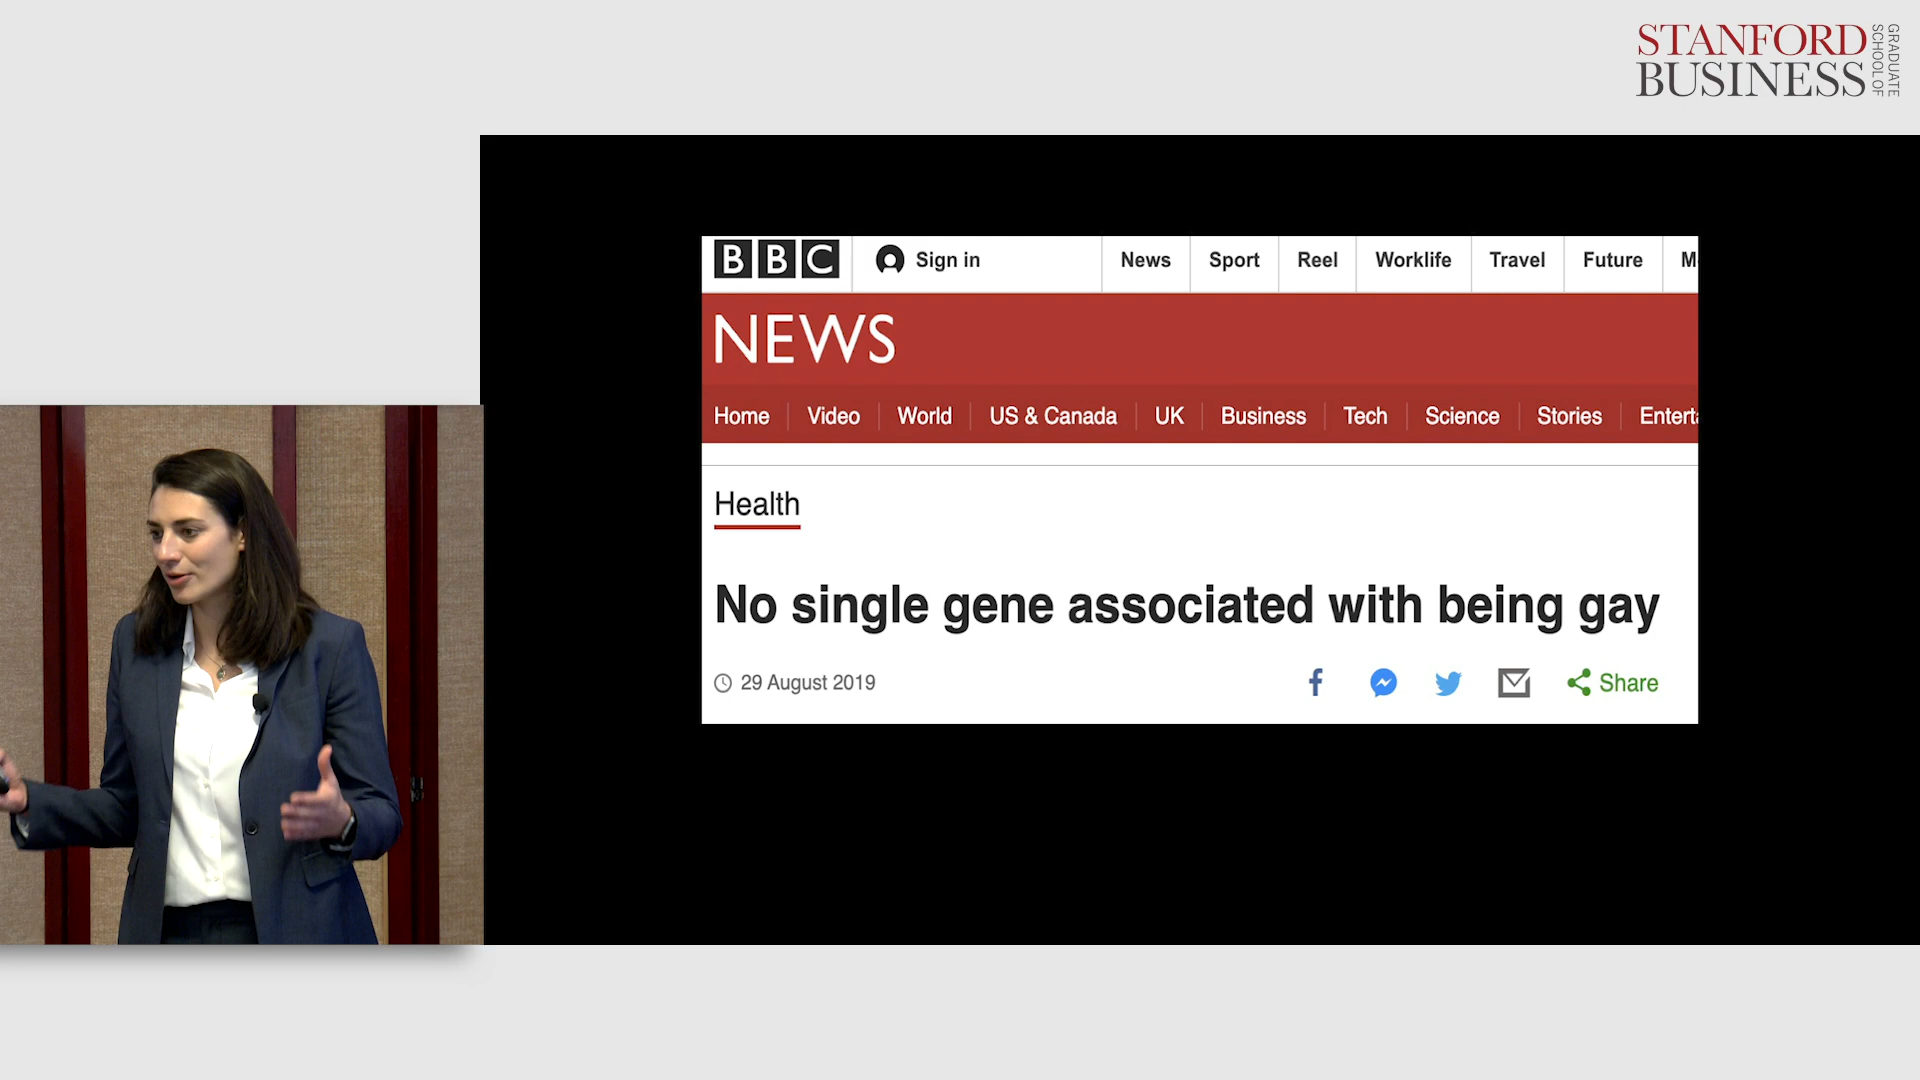 STANFORD
BUSINESS
GRADUATE
SCHOOL OF
BBC Sign in News Sport Reel Worklife Travel Future
NEWS
Home Video World US & Canada UK Business Tech Science Stories Enterta
Health
No single gene associated with being gay
29 August 2019 Share